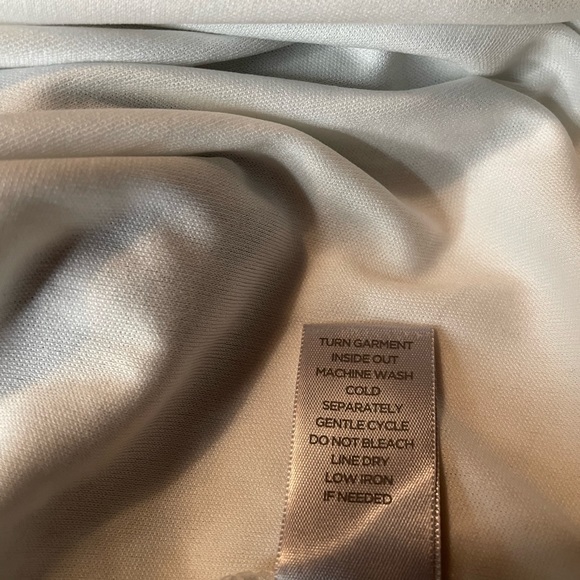 TURN GARMENT
INSIDE OUT
MACHINE WASH
COLD
SEPARATELY
GENTLE CYCLE
DO NOT BLEACH
LINE DRY
LOW IRON
IF NEEDED